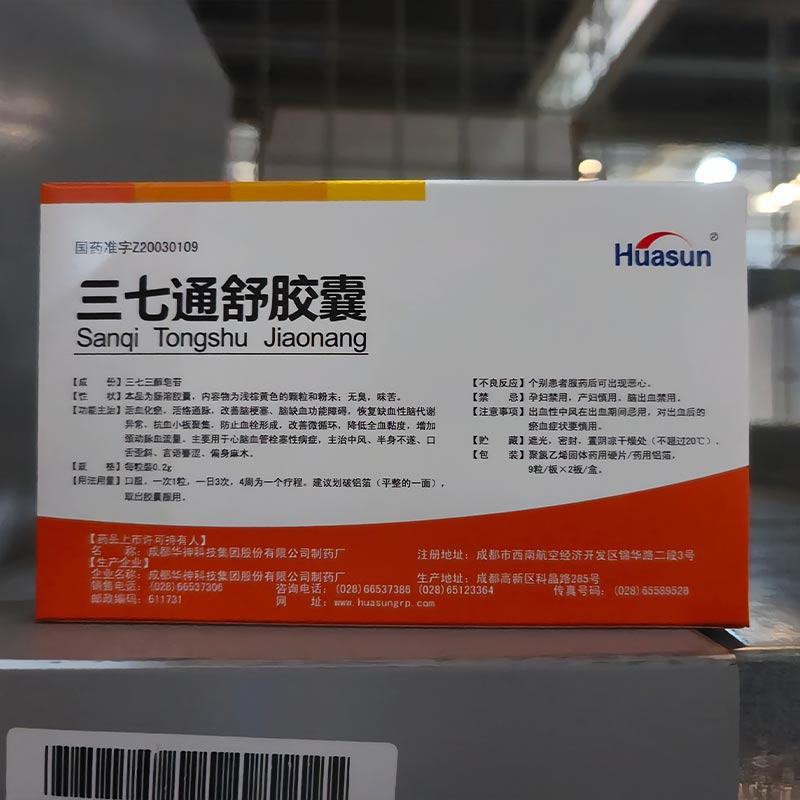 国药准字Z20030109
Huasun®
三七通舒胶囊
Sanqi Tongshu Jiaonang
【成 份】三七三醇皂苷
【性 状】本品为肠溶胶囊，内容物为浅棕黄色的颗粒和粉末；无臭，味苦。
【功能主治】活血化瘀，活络通脉，改善脑梗塞、脑缺血功能障碍，恢复缺血性脑代谢
异常，抗血小板聚集，防止血栓形成，改善微循环，降低全血黏度，增加
颈动脉血流量。主要用于心脑血管栓塞性病症，主治中风、半身不遂、口
舌歪斜、言语謇涩、偏身麻木。
【规 格】每粒装0.2g
【用法用量】口服，一次1粒，一日3次，4周为一个疗程。建议划破铝箔（平整的一面），
取出胶囊服用。
【不良反应】个别患者服药后可出现恶心。
【禁 忌】孕妇禁用，产妇慎用。脑出血禁用。
【注意事项】出血性中风在出血期间忌用，对出血后的
瘀血症状要慎用。
【贮 藏】遮光，密封，置阴凉干燥处（不超过20℃）。
【包 装】聚氯乙烯固体药用硬片/药用铝箔，
9粒/板×2板/盒。
【药品上市许可持有人】
名 称：成都华神科技集团股份有限公司制药厂 注册地址：成都市西南航空经济开发区锦华路二段3号
【生产企业】
企业名称：成都华神科技集团股份有限公司制药厂 生产地址：成都高新区科晶路285号
销售电话：(028)66537306 咨询电话：(028)66537386 (028)65123364 传真号码：(028)65589528
邮政编码：611731 网 址：www.huasungrp.com